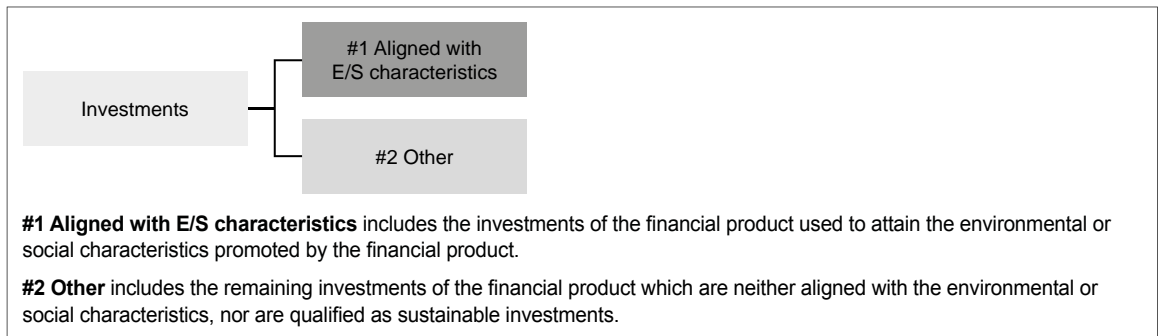 #1 Aligned with
E/S characteristics
Investments
#2 Other
#1 Aligned with E/S characteristics includes the investments of the financial product used to attain the environmental or
social characteristics promoted by the financial product.
#2 Other includes the remaining investments of the financial product which are neither aligned with the environmental or
social characteristics, nor are qualified as sustainable investments.